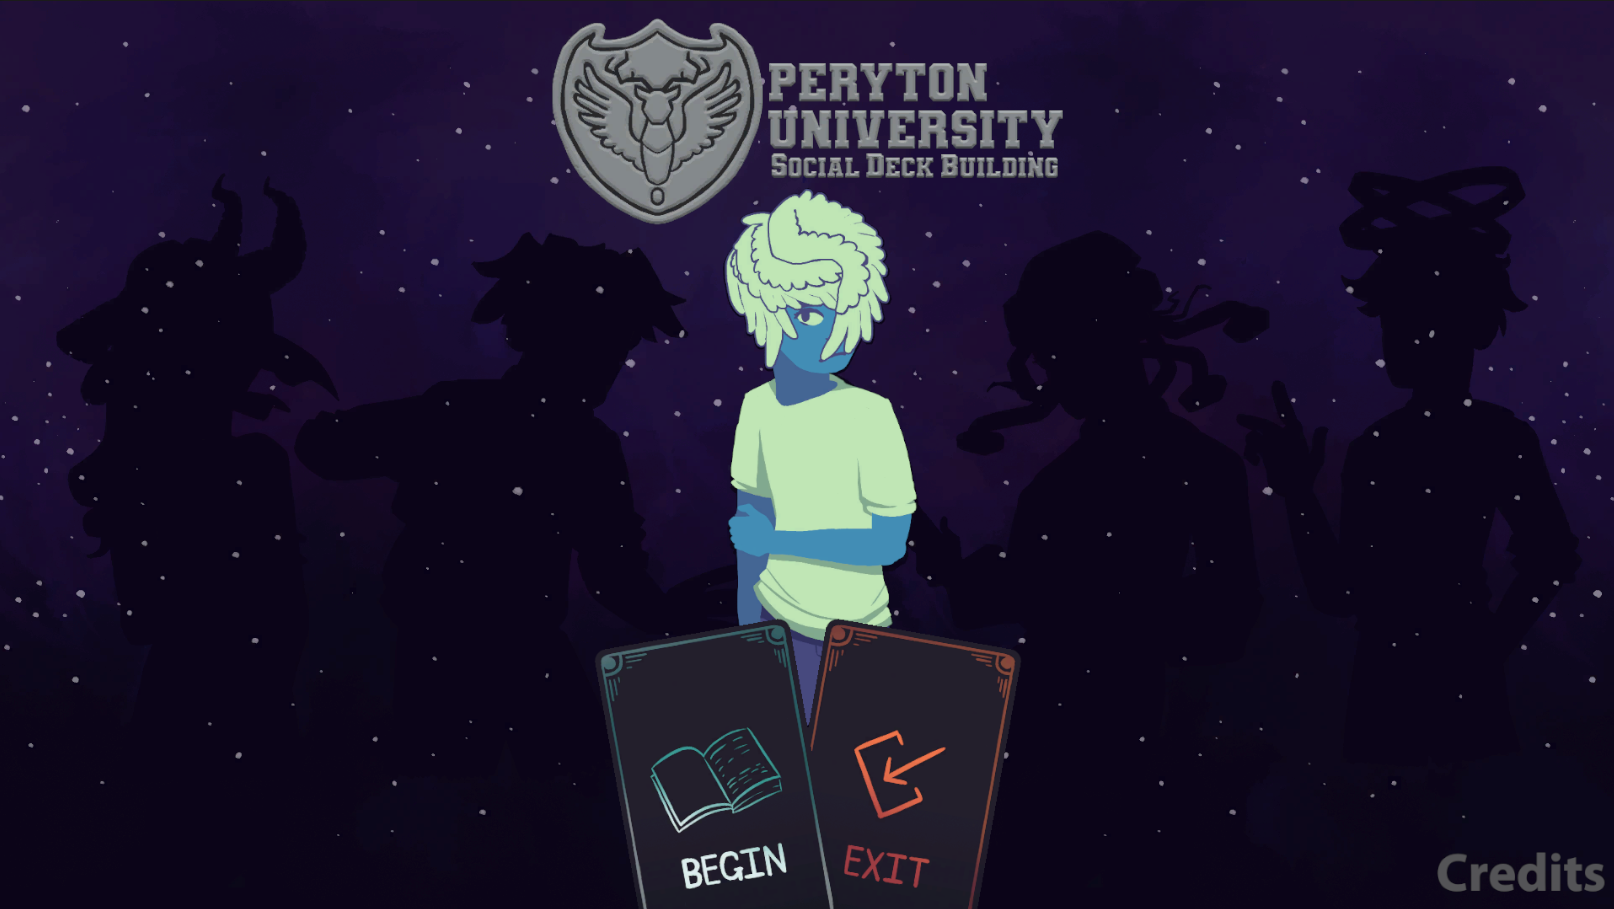 PERYTON
UNIVERSITY
SOCIAL DECK BUILDING
BEGIN
EXIT
Credits